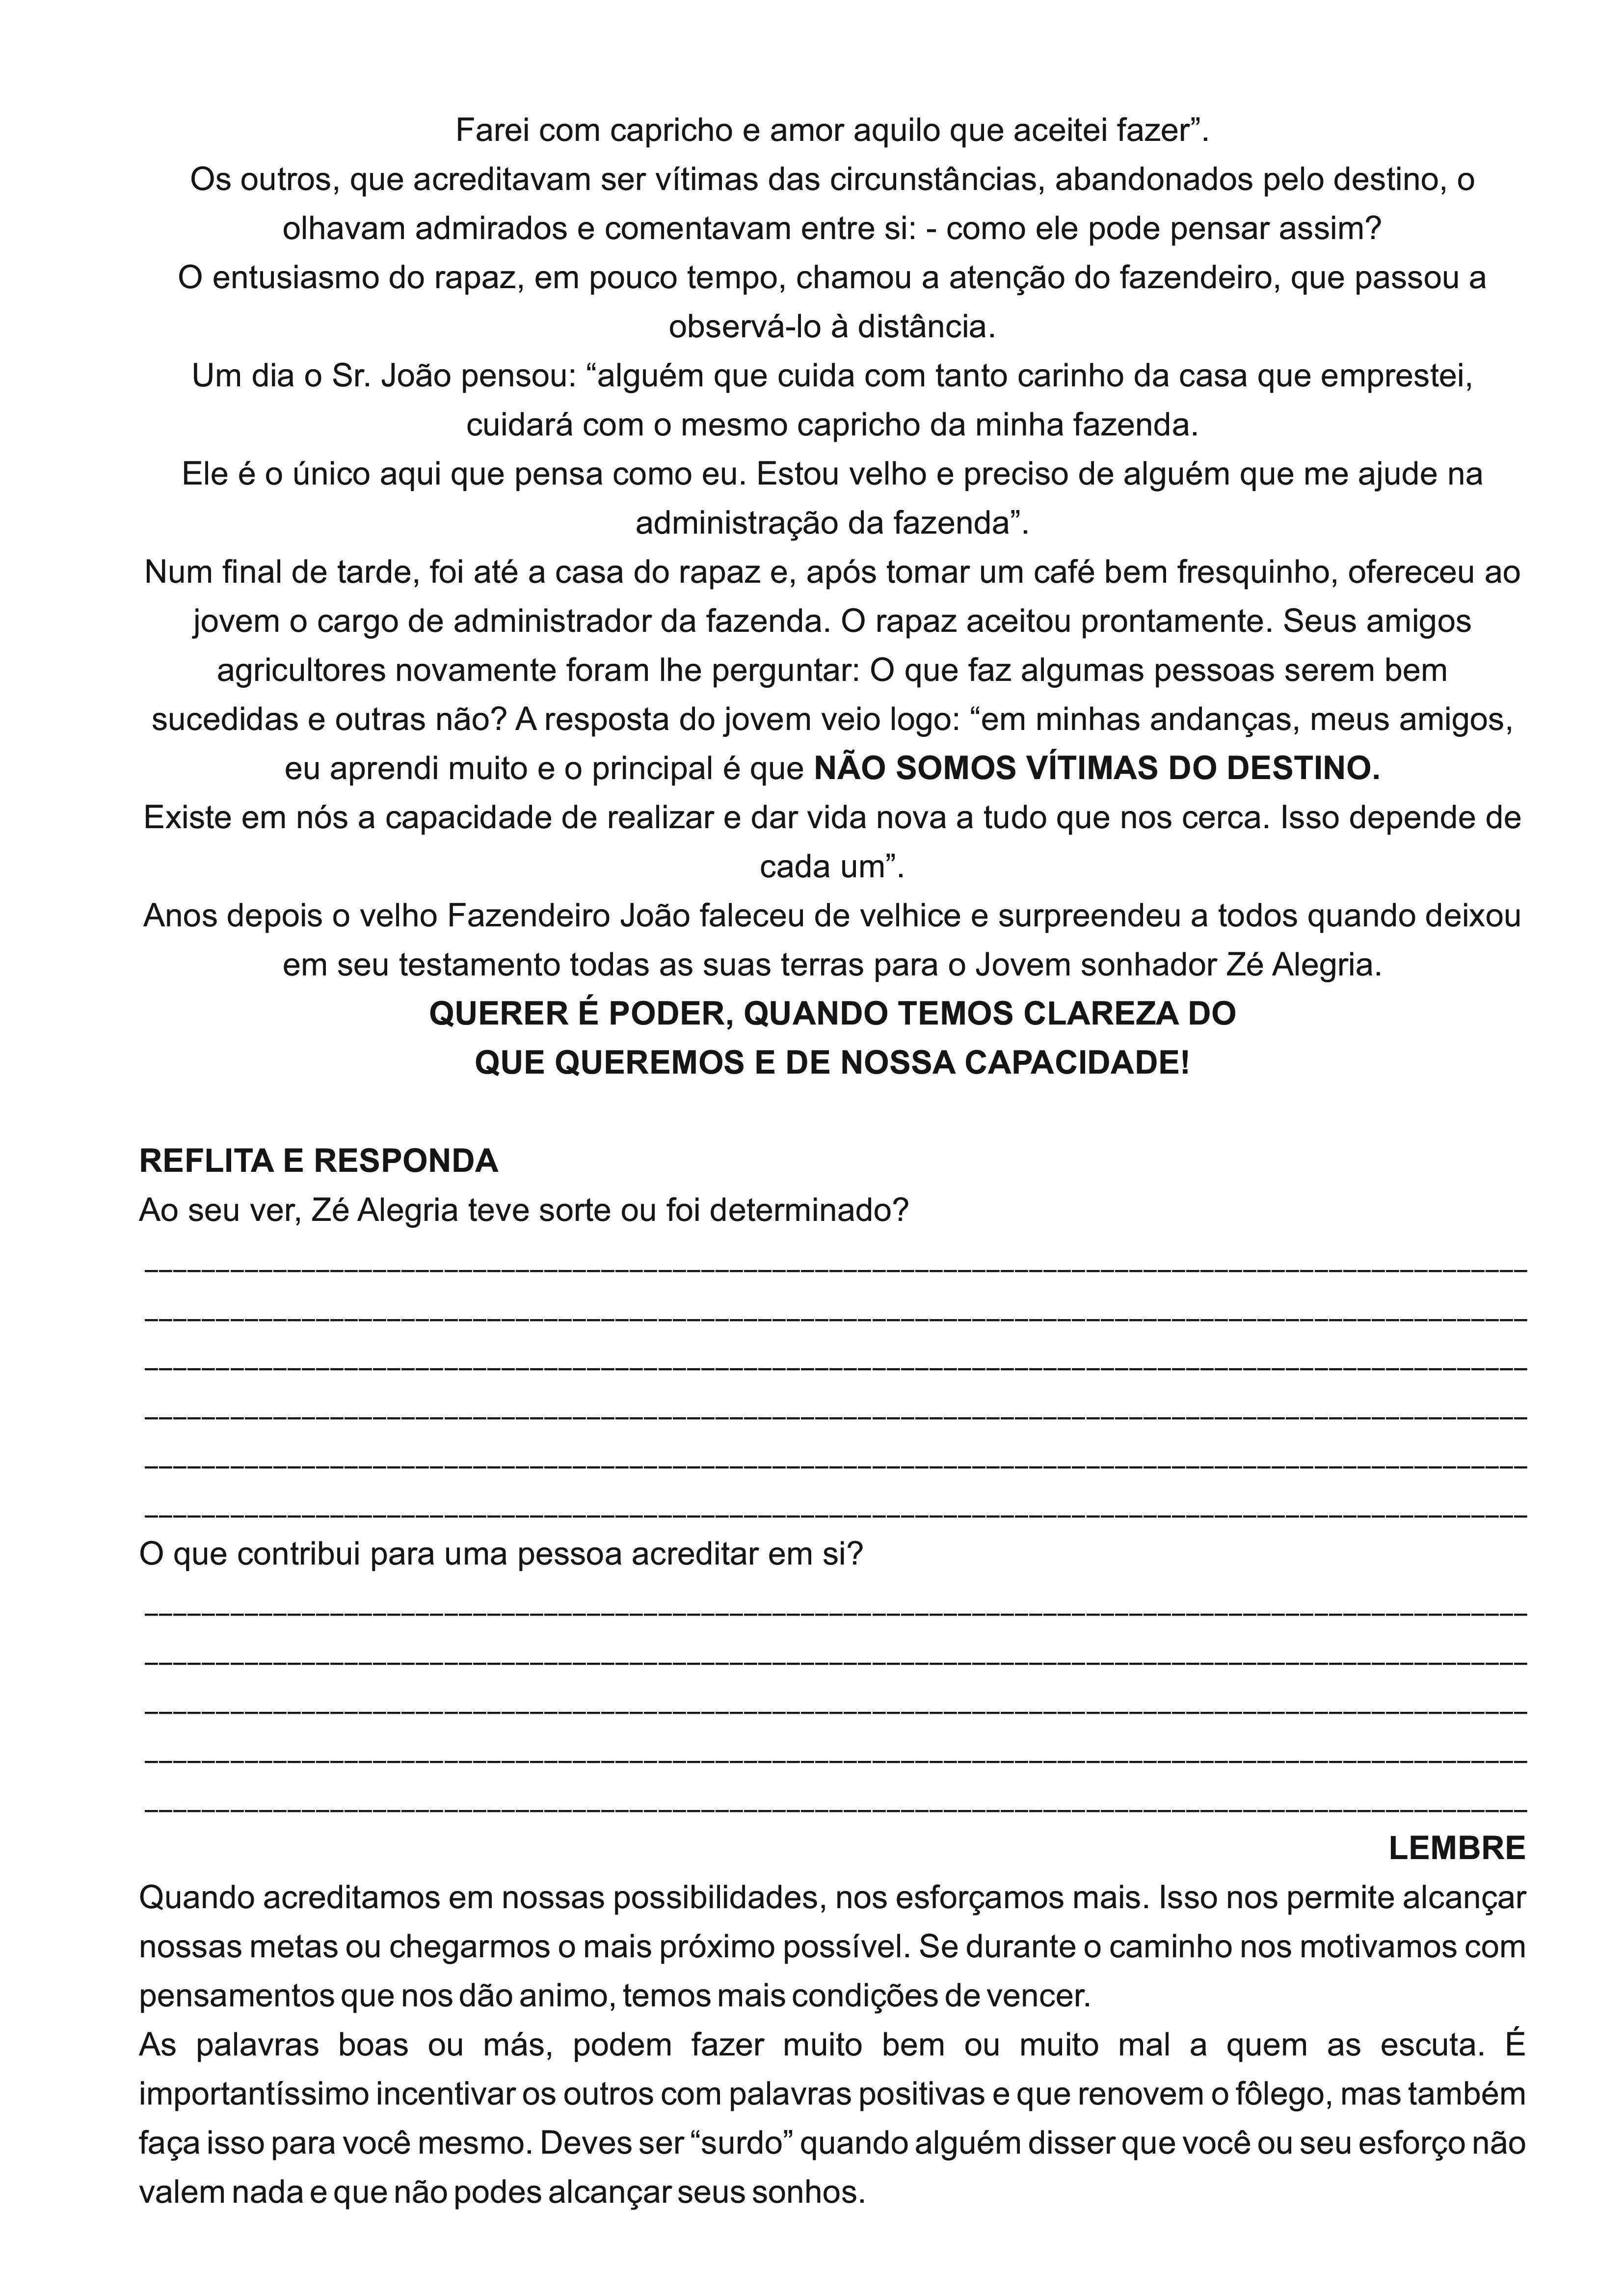 Farei com capricho e amor aquilo que aceitei fazer”.
Os outros, que acreditavam ser vítimas das circunstâncias, abandonados pelo destino, o
olhavam admirados e comentavam entre si: - como ele pode pensar assim?
O entusiasmo do rapaz, em pouco tempo, chamou a atenção do fazendeiro, que passou a
observá-lo à distância.
Um dia o Sr. João pensou: “alguém que cuida com tanto carinho da casa que emprestei,
cuidará com o mesmo capricho da minha fazenda.
Ele é o único aqui que pensa como eu. Estou velho e preciso de alguém que me ajude na
administração da fazenda”.
Num final de tarde, foi até a casa do rapaz e, após tomar um café bem fresquinho, ofereceu ao
jovem o cargo de administrador da fazenda. O rapaz aceitou prontamente. Seus amigos
agricultores novamente foram lhe perguntar: O que faz algumas pessoas serem bem
sucedidas e outras não? A resposta do jovem veio logo: “em minhas andanças, meus amigos,
eu aprendi muito e o principal é que NÃO SOMOS VÍTIMAS DO DESTINO.
Existe em nós a capacidade de realizar e dar vida nova a tudo que nos cerca. Isso depende de
cada um”.
Anos depois o velho Fazendeiro João faleceu de velhice e surpreendeu a todos quando deixou
em seu testamento todas as suas terras para o Jovem sonhador Zé Alegria.
QUERER É PODER, QUANDO TEMOS CLAREZA DO
QUE QUEREMOS E DE NOSSA CAPACIDADE!
REFLITA E RESPONDA
Ao seu ver, Zé Alegria teve sorte ou foi determinado?
O que contribui para uma pessoa acreditar em si?
LEMBRE
Quando acreditamos em nossas possibilidades, nos esforçamos mais. Isso nos permite alcançar
nossas metas ou chegarmos o mais próximo possível. Se durante o caminho nos motivamos com
pensamentos que nos dão animo, temos mais condições de vencer.
As palavras boas ou más, podem fazer muito bem ou muito mal a quem as escuta. É
importantíssimo incentivar os outros com palavras positivas e que renovem o fôlego, mas também
faça isso para você mesmo. Deves ser “surdo” quando alguém disser que você ou seu esforço não
valem nada e que não podes alcançar seus sonhos.